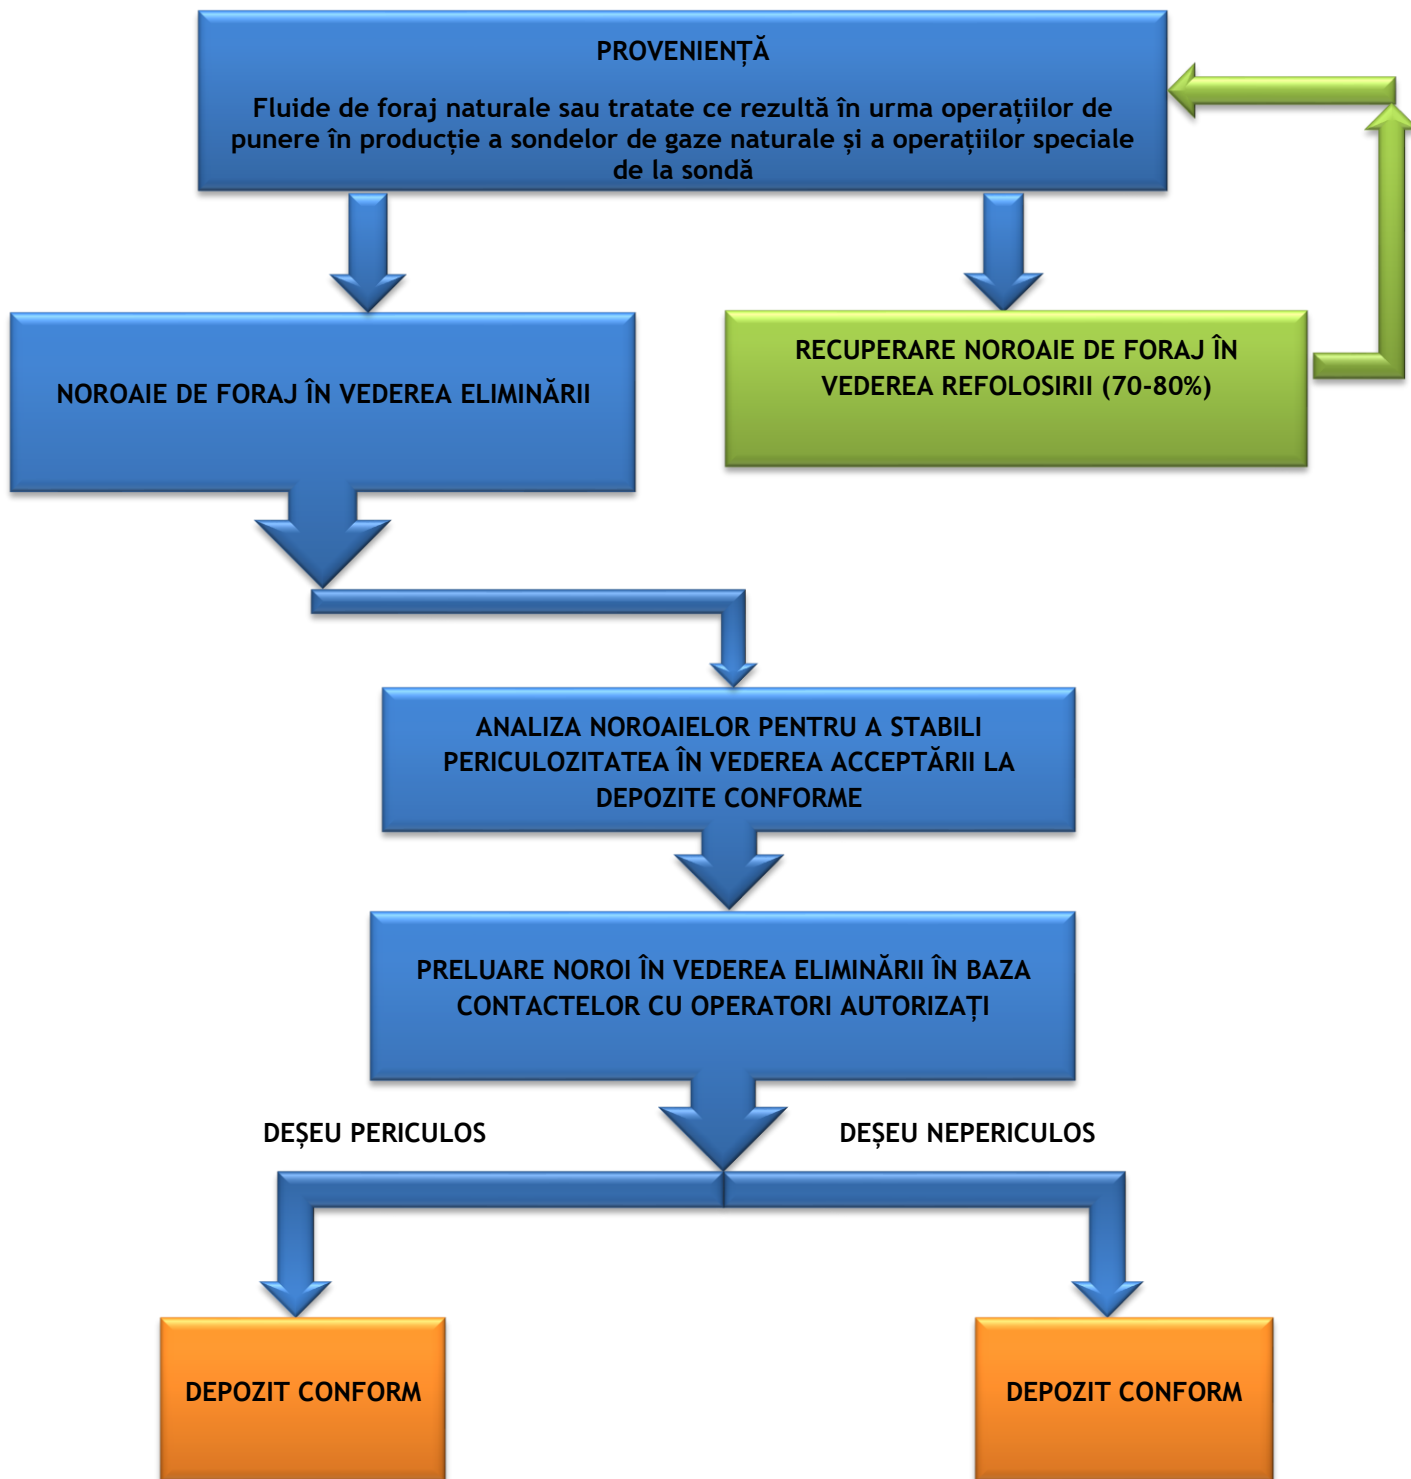 PROVENIENȚĂ
Fluide de foraj naturale sau tratate ce rezultă în urma operațiilor de
punere în producție a sondelor de gaze naturale și a operațiilor speciale
de la sondă
NOROAIE DE FORAJ ÎN VEDEREA ELIMINĂRII
RECUPERARE NOROAIE DE FORAJ ÎN
VEDEREA REFOLOSIRII (70-80%)
ANALIZA NOROAIELOR PENTRU A STABILI
PERICULOZITATEA ÎN VEDEREA ACCEPTĂRII LA
DEPOZITE CONFORME
PRELUARE NOROI ÎN VEDEREA ELIMINĂRII ÎN BAZA
CONTACTELOR CU OPERATORI AUTORIZAȚI
DEȘEU PERICULOS
DEȘEU NEPERICULOS
DEPOZIT CONFORM
DEPOZIT CONFORM